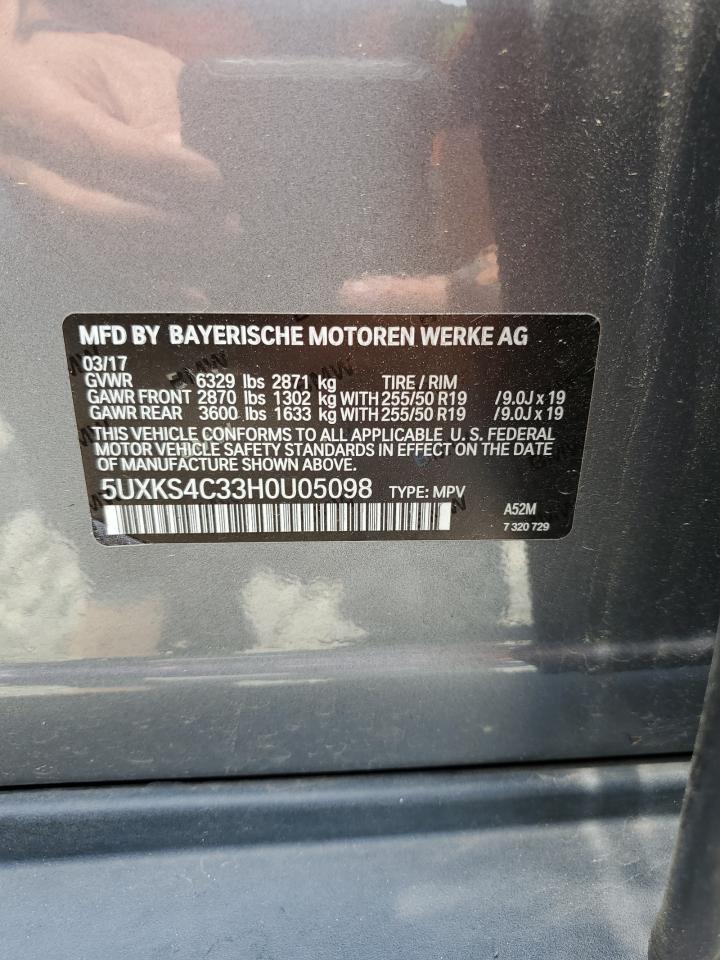 MFD BY BAYERISCHE MOTOREN WERKE AG
03/17
GVWR 6329 lbs 2871 kg TIRE / RIM
GAWR FRONT 2870 lbs 1302 kg WITH 255/50 R19 /9.0J x 19
GAWR REAR 3600 lbs 1633 kg WITH 255/50 R19 /9.0J x 19
THIS VEHICLE CONFORMS TO ALL APPLICABLE U. S. FEDERAL
MOTOR VEHICLE SAFETY STANDARDS IN EFFECT ON THE
DATE OF MANUFACTURE SHOWN ABOVE.
5UXKS4C33H0U05098 TYPE: MPV
A52M
7 320 729